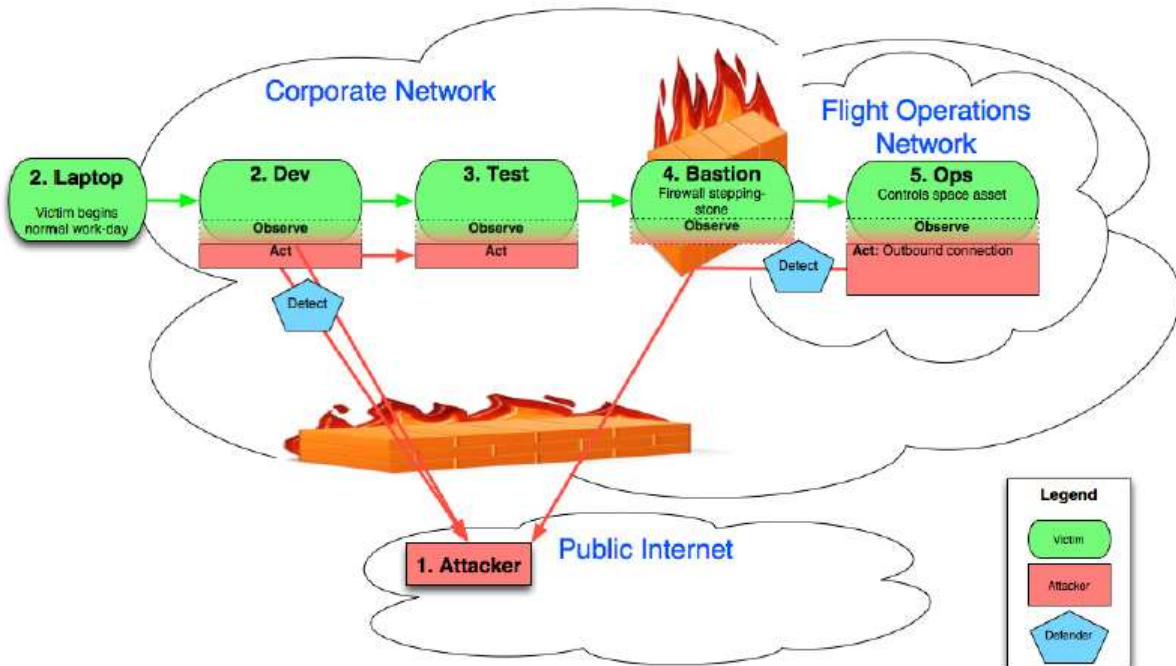 Corporate Network
Flight Operations
Network
2. Laptop
Victim begins
normal work-day
2. Dev
Observe
Act
3. Test
Observe
Act
4. Bastion
Firewall stepping-
stone
Observe
5. Ops
Controls space asset
Observe
Act: Outbound connection
Detect
Detect
1. Attacker
Public Internet
Legend
Victim
Attacker
Defender